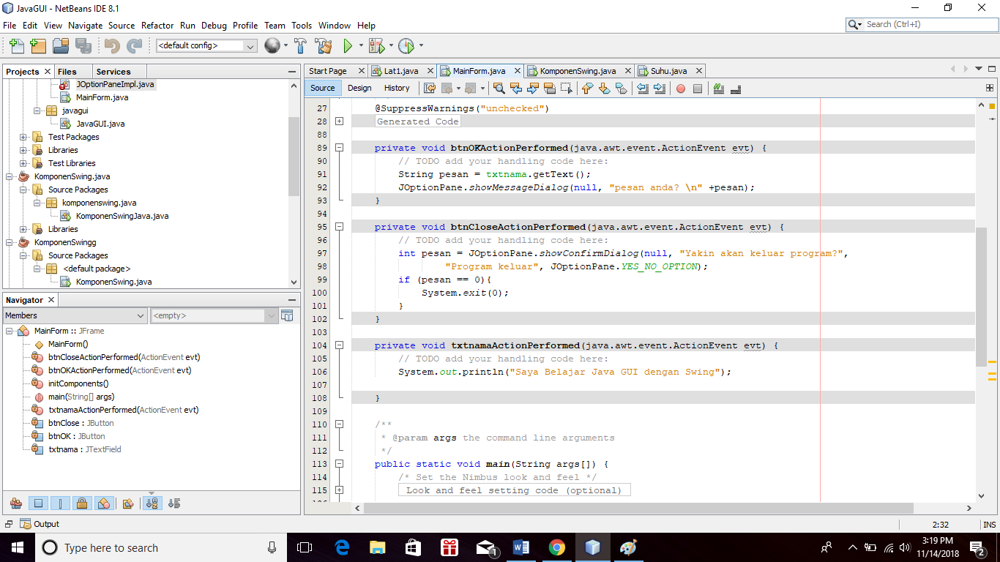 JavaGUI - NetBeans IDE 8.1
File Edit View Navigate Source Refactor Run Debug Profile Team Tools Window Help
Search (Ctrl+I)
<default config>
Projects Files Services
JOptionPaneImpl.java
MainForm.java
javagui
JavaGUI.java
Test Packages
Libraries
Test Libraries
KomponenSwing.java
Source Packages
komponenswing.java
KomponenSwingJava.java
Libraries
KomponenSwingg
Source Packages
<default package>
KomponenSwing.java
Navigator
Members
<empty>
MainForm :: JFrame
MainForm()
btnCloseActionPerformed(ActionEvent evt)
btnOKActionPerformed(ActionEvent evt)
initComponents()
main(String[] args)
txtnamaActionPerformed(ActionEvent evt)
btnClose : JButton
btnOK : JButton
txtnama : JTextField
Start Page Lat1.java MainForm.java KomponenSwing.java Suhu.java
Source Design History
27 @SuppressWarnings("unchecked")
28 Generated Code
88
89 private void btnOKActionPerformed(java.awt.event.ActionEvent evt) {
90 // TODO add your handling code here:
91 String pesan = txtnama.getText();
92 JOptionPane.showMessageDialog(null, "pesan anda? \n" +pesan);
93 }
94
95 private void btnCloseActionPerformed(java.awt.event.ActionEvent evt) {
96 // TODO add your handling code here:
97 int pesan = JOptionPane.showConfirmDialog(null, "Yakin akan keluar program?",
98 "Program keluar", JOptionPane.YES_NO_OPTION);
99 if (pesan == 0){
100 System.exit(0);
101 }
102 }
103
104 private void txtnamaActionPerformed(java.awt.event.ActionEvent evt) {
105 // TODO add your handling code here:
106 System.out.println("Saya Belajar Java GUI dengan Swing");
107
108 }
109
110 /**
111 * @param args the command line arguments
112 */
113 public static void main(String args[]) {
114 /* Set the Nimbus look and feel */
115 Look and feel setting code (optional)
Output
2:32 INS
Type here to search
1
3:19 PM
11/14/2018
2